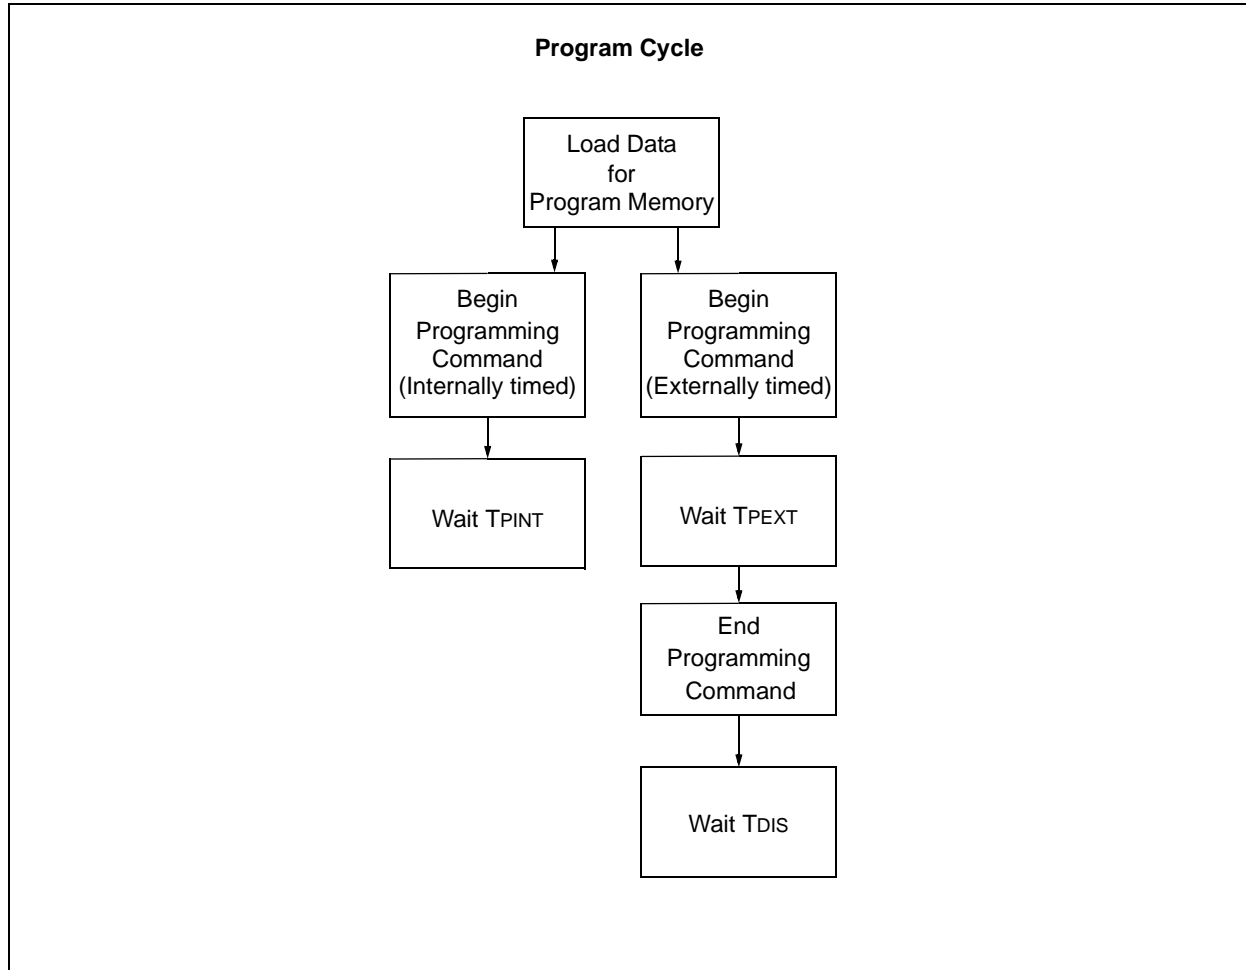 Program Cycle
Load Data
for
Program Memory
Begin
Programming
Command
(Internally timed)
Begin
Programming
Command
(Externally timed)
Wait TPINT
Wait TPEXT
End
Programming
Command
Wait TDIS